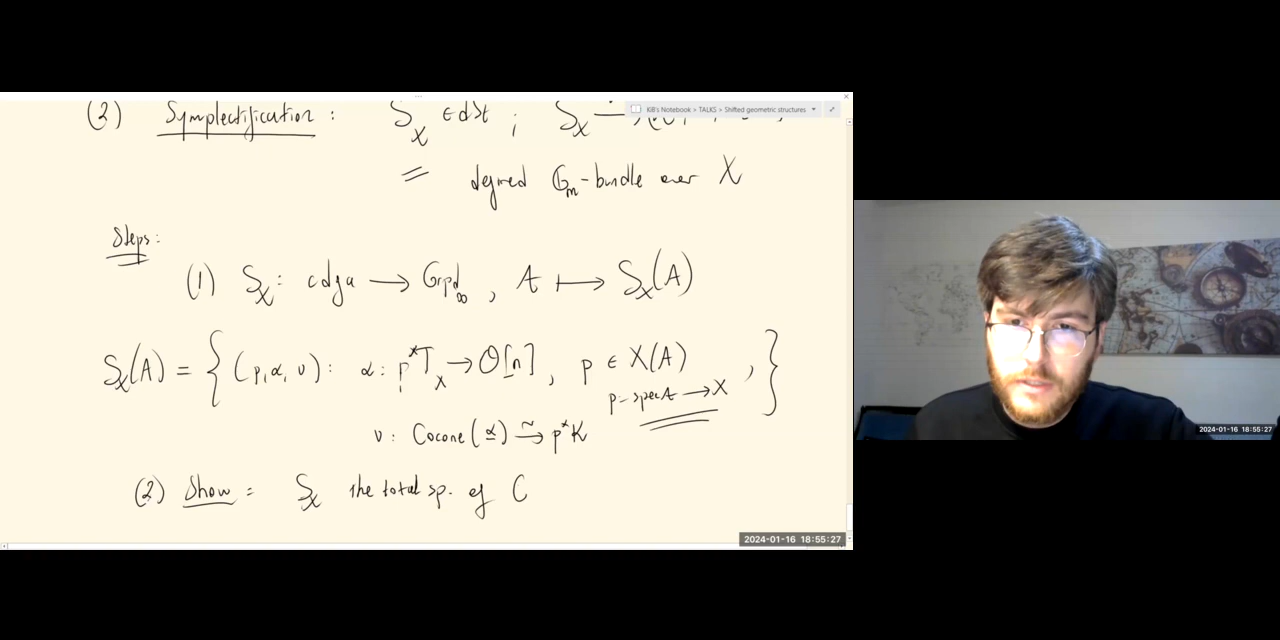 (2) Symplectification : S_X ∈ dSt ; S_X →
KiB's Notebook > TALKS > Shifted geometric structures
= derived G_m-bundle over X
Steps:
(1) S_X : cdga → Grpd_∞ , A ↦ S_X(A)
S_X(A) = { (p, α, υ) : α : p*T_X → O[n] , p ∈ X(A) , }
p : spec A → X
υ : Cocone(α) ~→ p*K
(2) Show : S_X the total sp. of C
2024-01-16 18:55:27
2024-01-16 18:55:27